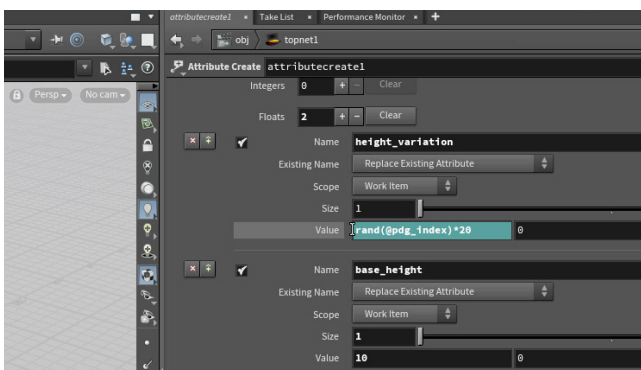 attributecreate1 × Take List × Performance Monitor × +
obj topnet1
Attribute Create attributecreate1
Persp No cam
Integers 0 + - Clear
Floats 2 + - Clear
Name height_variation
Existing Name Replace Existing Attribute
Scope Work Item
Size 1
Value rand(@pdg_index)*20 0
Name base_height
Existing Name Replace Existing Attribute
Scope Work Item
Size 1
Value 10 0